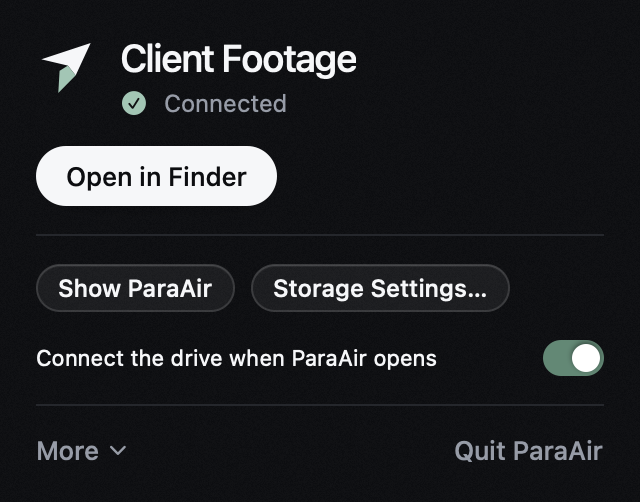 Client Footage
Connected
Open in Finder
Show ParaAir
Storage Settings...
Connect the drive when ParaAir opens
More
Quit ParaAir